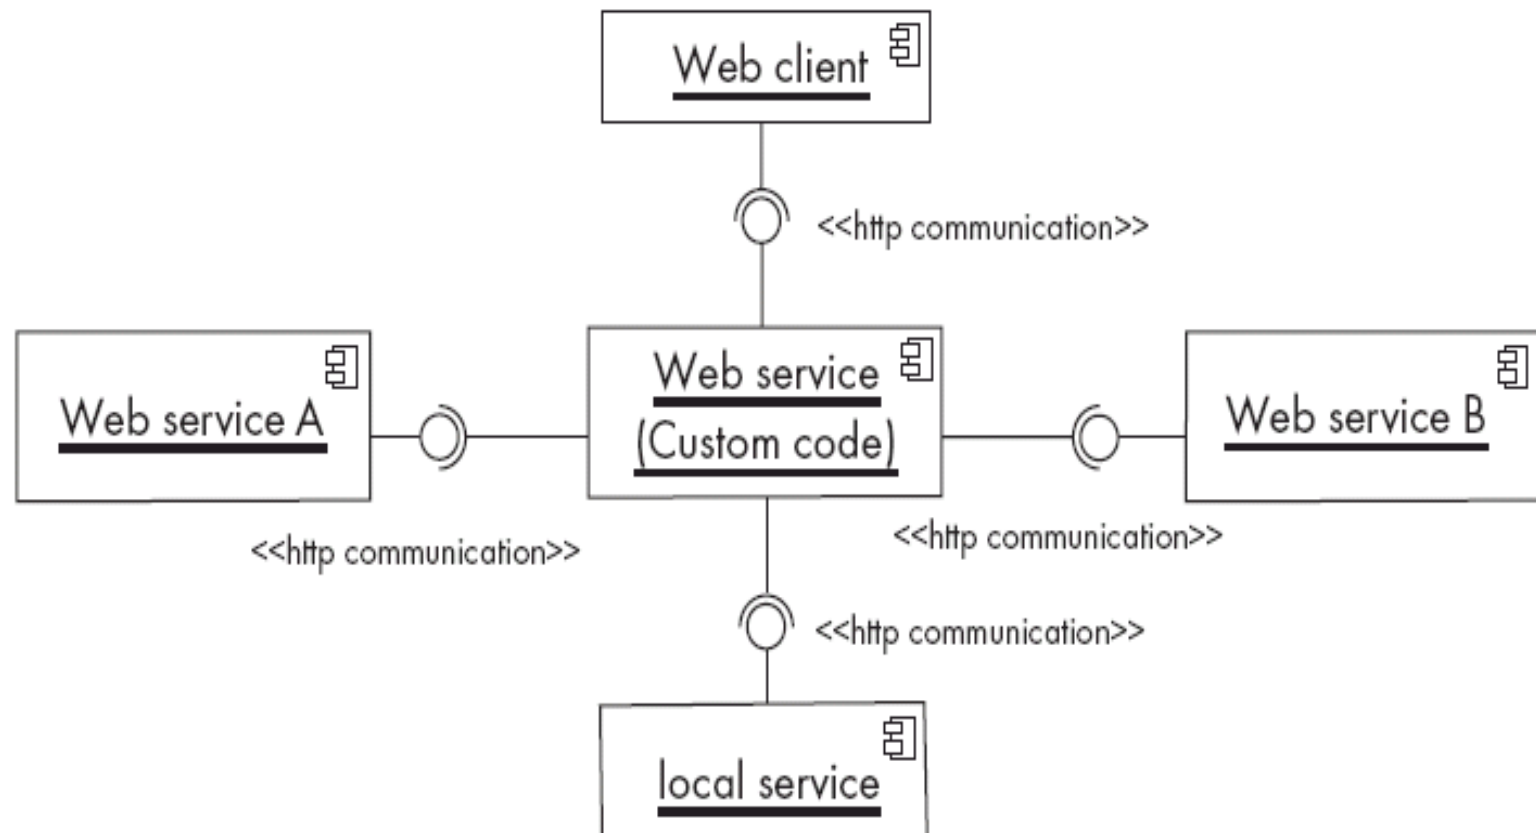 Web client
<<http communication>>
Web service A
Web service
(Custom code)
Web service B
<<http communication>>
<<http communication>>
<<http communication>>
local service